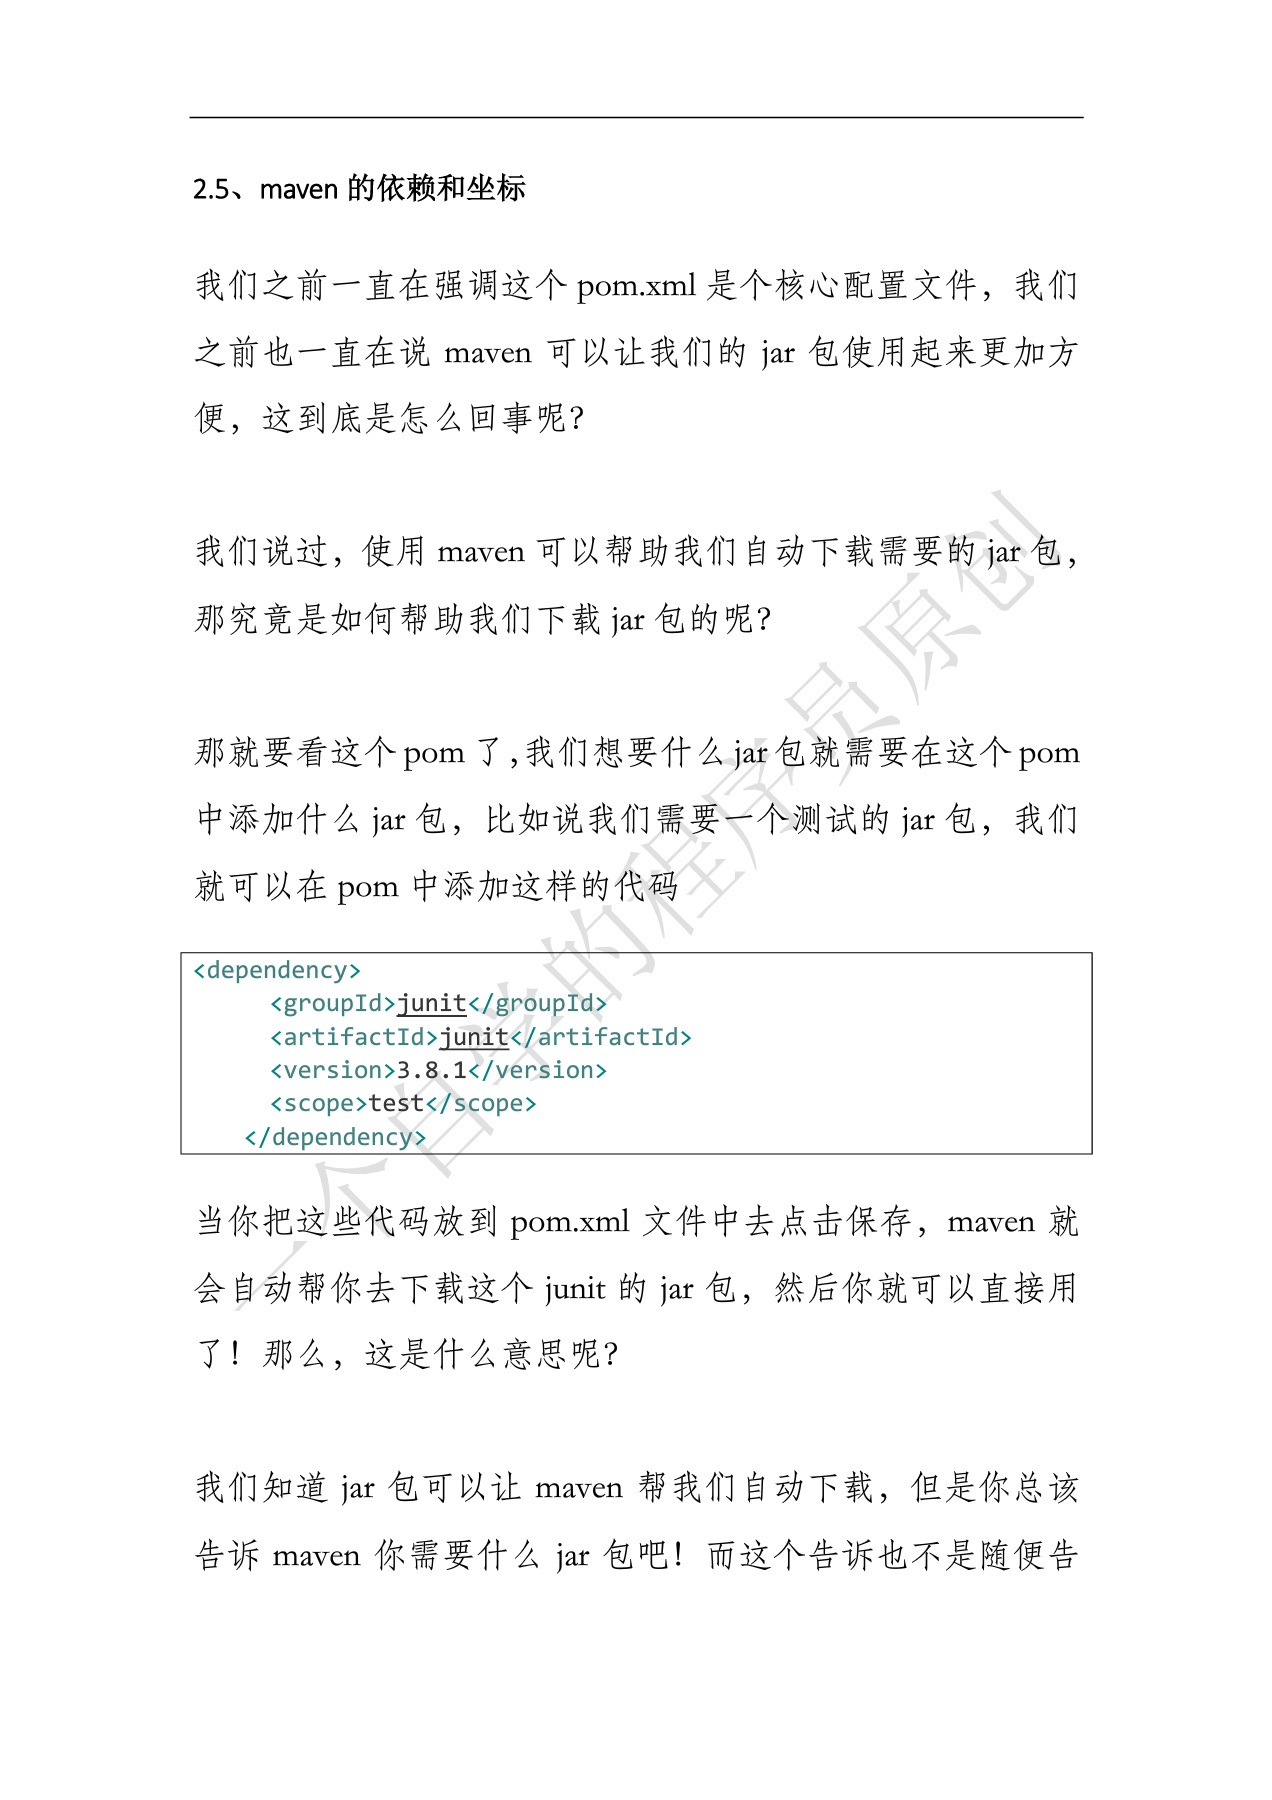 2.5、maven 的依赖和坐标
我们之前一直在强调这个 pom.xml 是个核心配置文件，我们
之前也一直在说 maven 可以让我们的 jar 包使用起来更加方
便，这到底是怎么回事呢？
我们说过，使用 maven 可以帮助我们自动下载需要的 jar 包，
那究竟是如何帮助我们下载 jar 包的呢？
那就要看这个 pom 了，我们想要什么 jar 包就需要在这个 pom
中添加什么 jar 包，比如说我们需要一个测试的 jar 包，我们
就可以在 pom 中添加这样的代码
<dependency>
<groupId>junit</groupId>
<artifactId>junit</artifactId>
<version>3.8.1</version>
<scope>test</scope>
</dependency>
当你把这些代码放到 pom.xml 文件中去点击保存，maven 就
会自动帮你去下载这个 junit 的 jar 包，然后你就可以直接用
了！那么，这是什么意思呢？
我们知道 jar 包可以让 maven 帮我们自动下载，但是你总该
告诉 maven 你需要什么 jar 包吧！而这个告诉也不是随便告
一个自学的程序员原创